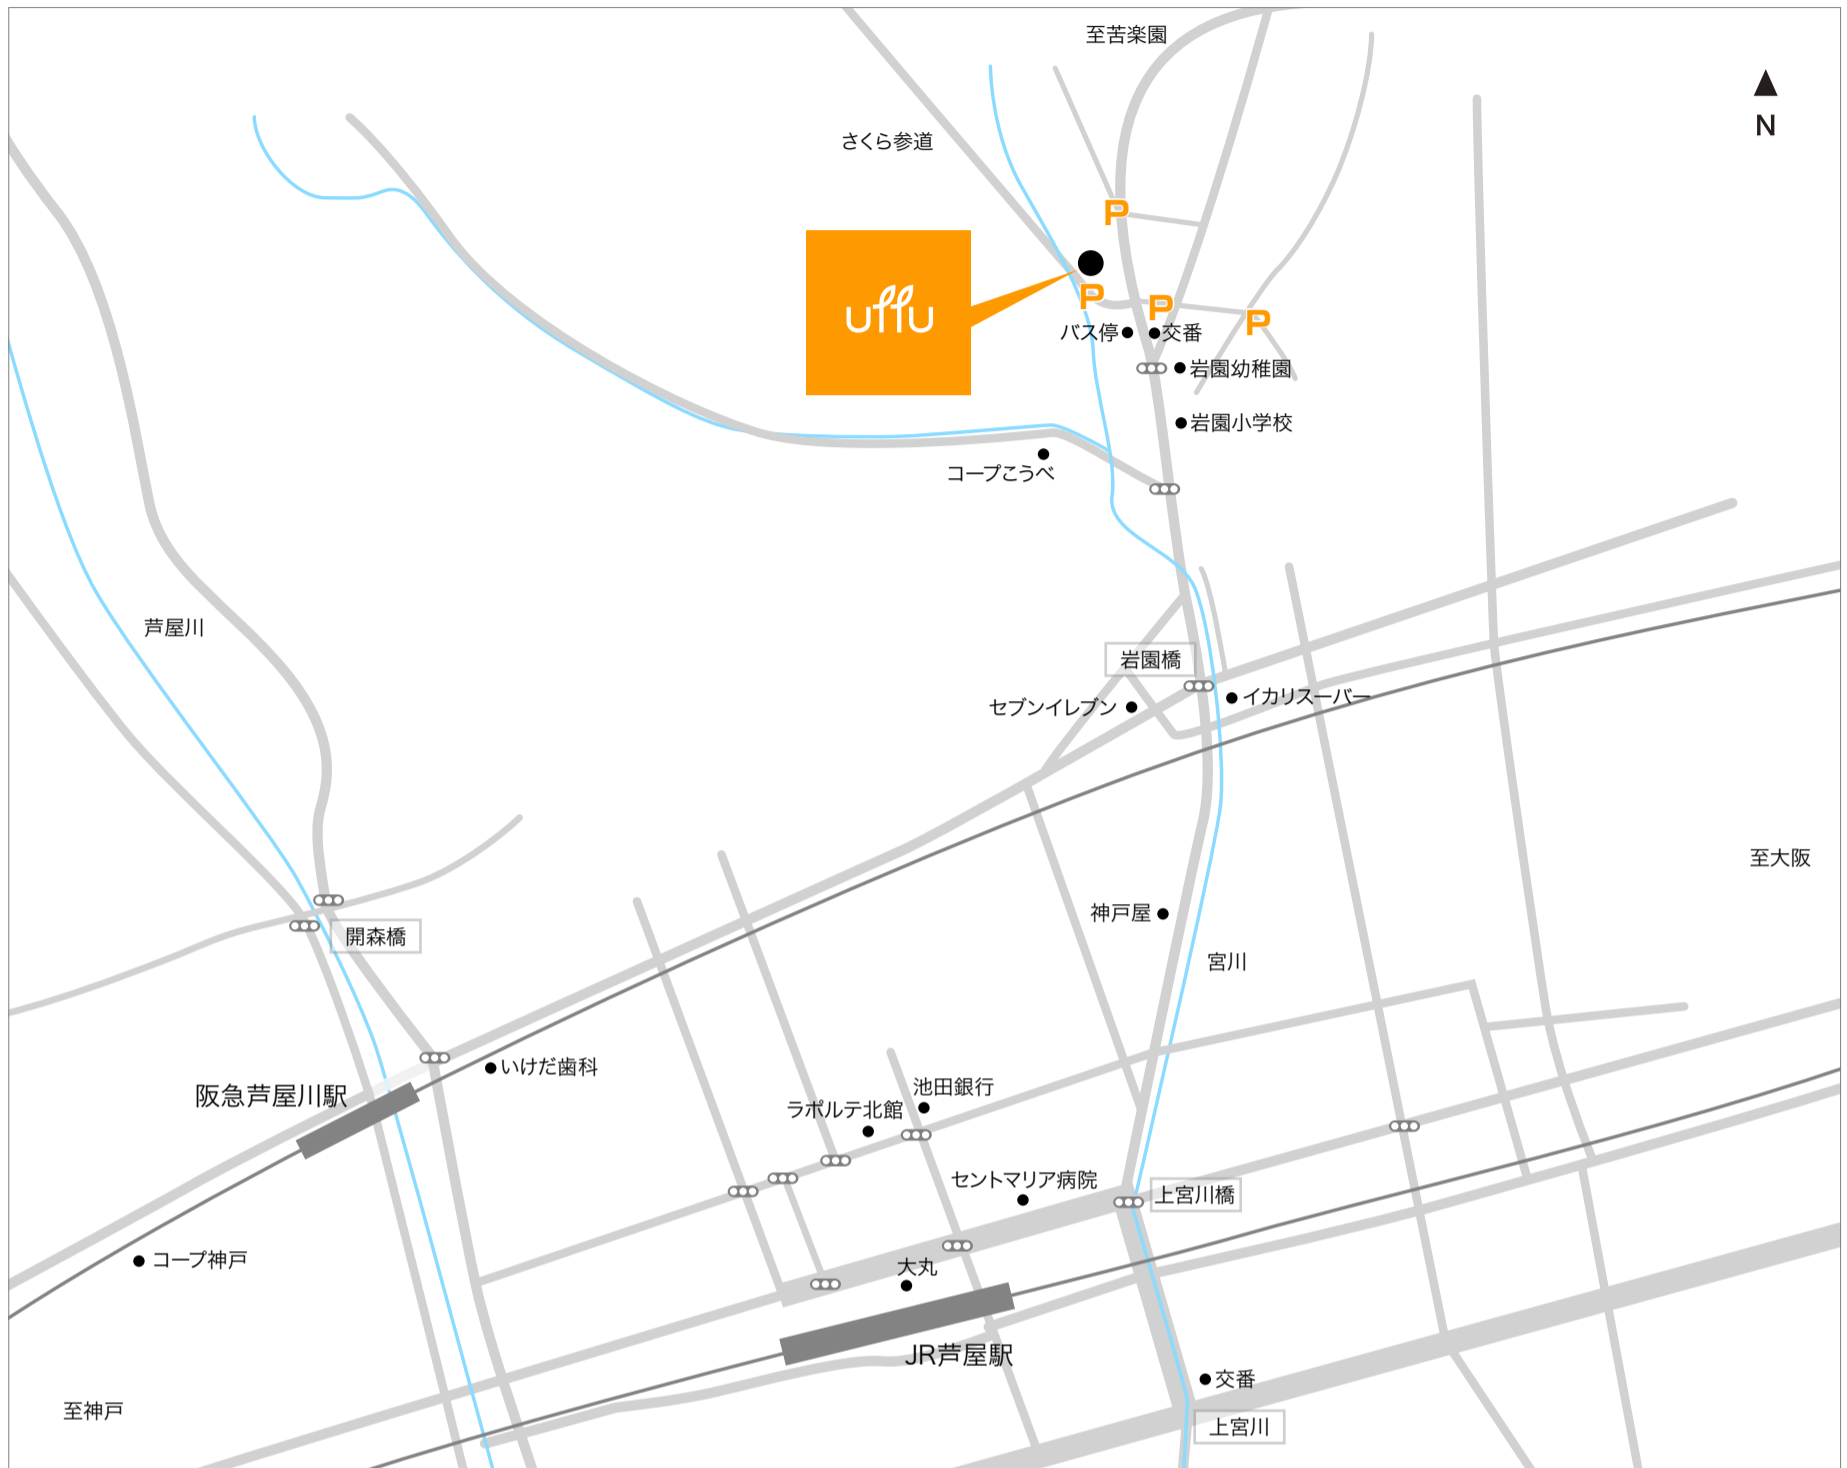 至苦楽園
N
さくら参道
P
uffu
P
P
P
バス停
交番
岩園幼稚園
岩園小学校
コープこうべ
芦屋川
岩園橋
イカリスーパー
セブンイレブン
至大阪
神戸屋
開森橋
宮川
いけだ歯科
阪急芦屋川駅
池田銀行
ラポルテ北館
セントマリア病院
上宮川橋
コープ神戸
大丸
JR芦屋駅
交番
至神戸
上宮川